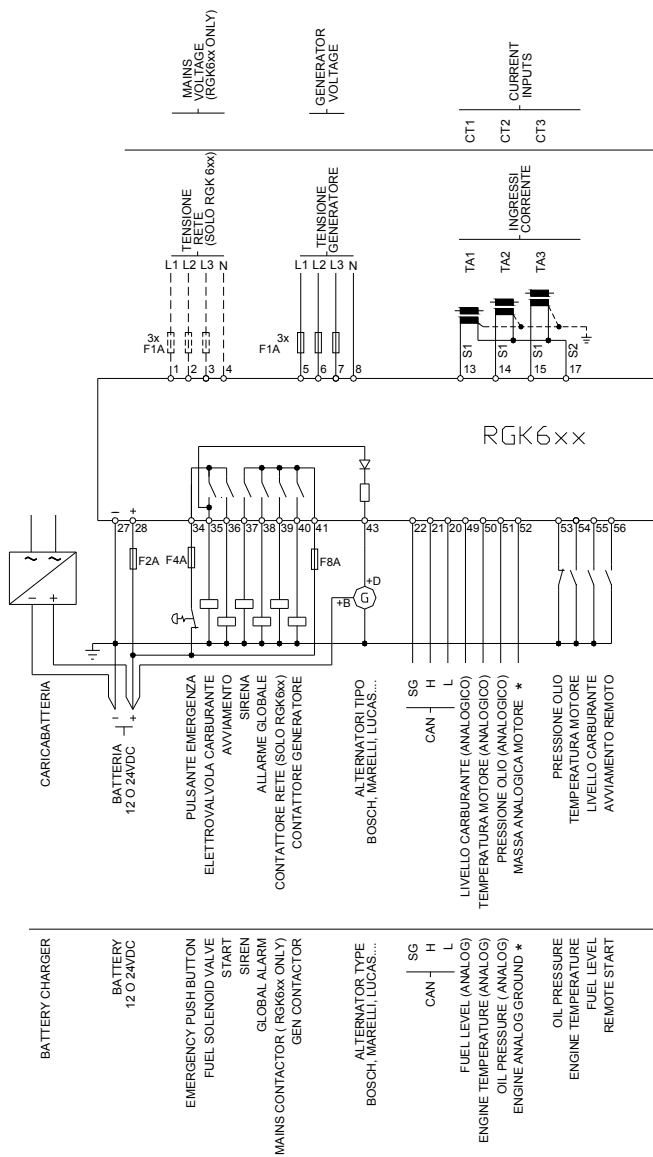 MAINS
VOLTAGE
(RGK6xx ONLY)
GENERATOR
VOLTAGE
CT1
CT2
CT3
CURRENT
INPUTS
TENSIONE
RETE
(SOLO RGK 6xx)
L1 L2 L3 N
TENSIONE
GENERATORE
L1 L2 L3 N
INGRESSI
CORRENTE
TA1
TA2
TA3
3x
F1A
3x
F1A
S1
S1
S1
S2
1 2 3 4
5 6 7 8
13 14 15 17
RGK6xx
27 28 34 35 36 37 38 39 40 41 43 22 21 20 49 50 51 52 53 54 55 56
– +
F2A
F4A
F8A
~ ~
– +
+B
+D
G
CARICABATTERIA
– +
BATTERIA
12 O 24VDC
PULSANTE EMERGENZA
ELETTROVALVOLA CARBURANTE
AVVIAMENTO
SIRENA
ALLARME GLOBALE
CONTATTORE RETE (SOLO RGK6xx)
CONTATTORE GENERATORE
ALTERNATORI TIPO
BOSCH, MARELLI, LUCAS....
SG
H
L
CAN
LIVELLO CARBURANTE (ANALOGICO)
TEMPERATURA MOTORE (ANALOGICO)
PRESSIONE OLIO (ANALOGICO)
MASSA ANALOGICA MOTORE *
PRESSIONE OLIO
TEMPERATURA MOTORE
LIVELLO CARBURANTE
AVVIAMENTO REMOTO
BATTERY CHARGER
BATTERY
12 O 24VDC
EMERGENCY PUSH BUTTON
FUEL SOLENOID VALVE
START
SIREN
GLOBAL ALARM
MAINS CONTACTOR ( RGK6xx ONLY)
GEN CONTACTOR
ALTERNATOR TYPE
BOSCH, MARELLI, LUCAS....
SG
H
L
CAN
FUEL LEVEL (ANALOG)
ENGINE TEMPERATURE (ANALOG)
OIL PRESSURE ( ANALOG)
ENGINE ANALOG GROUND *
OIL PRESSURE
ENGINE TEMPERATURE
FUEL LEVEL
REMOTE START